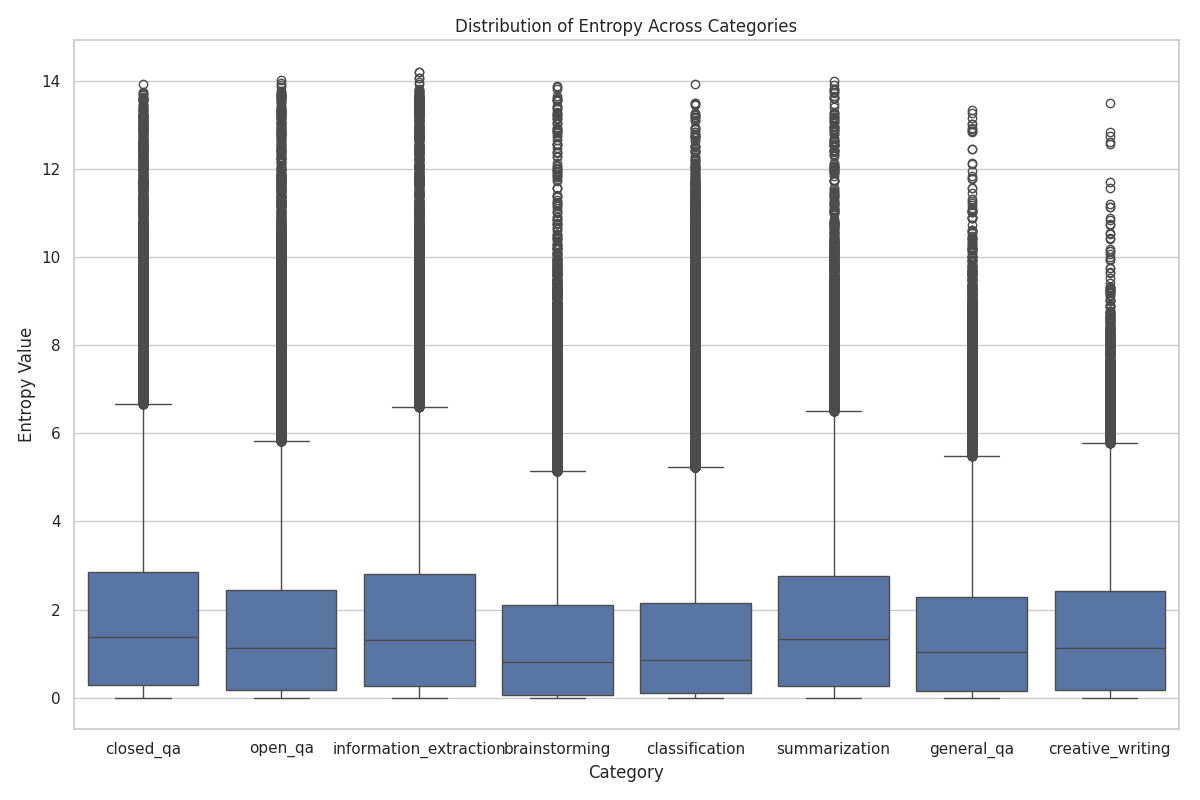 Distribution of Entropy Across Categories
14
12
10
8
6
4
2
0
Entropy Value
closed_qa open_qa information_extraction brainstorming classification summarization general_qa creative_writing
Category